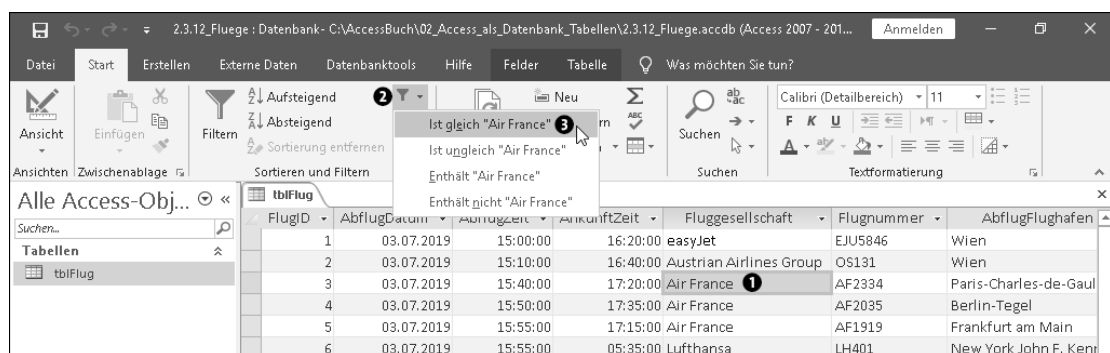 2.3.12_Fluege : Datenbank- C:\AccessBuch\02_Access_als_Datenbank_Tabellen\2.3.12_Fluege.accdb (Access 2007 - 201... Anmelden
Datei Start Erstellen Externe Daten Datenbanktools Hilfe Felder Tabelle Was möchten Sie tun?
Aufsteigend 2 Neu Calibri (Detailbereich) 11
Absteigend F K U
Ansicht Einfügen Filtern Sortierung entfernen Suchen A
Ist gleich "Air France" 3
Ist ungleich "Air France"
Enthält "Air France"
Enthält nicht "Air France"
Ansichten Zwischenablage Sortieren und Filtern Suchen Textformatierung
Alle Access-Obj... «
Suchen...
Tabellen
tblFlug
tblFlug
FlugID AbflugDatum AbflugZeit AnkunftZeit Fluggesellschaft Flugnummer AbflugFlughafen
1 03.07.2019 15:00:00 16:20:00 easyJet EJU5846 Wien
2 03.07.2019 15:10:00 16:40:00 Austrian Airlines Group OS131 Wien
3 03.07.2019 15:40:00 17:20:00 Air France 1 AF2334 Paris-Charles-de-Gaul
4 03.07.2019 15:50:00 17:35:00 Air France AF2035 Berlin-Tegel
5 03.07.2019 15:55:00 17:15:00 Air France AF1919 Frankfurt am Main
6 03.07.2019 15:55:00 05:35:00 Lufthansa LH401 New York John F. Kenn